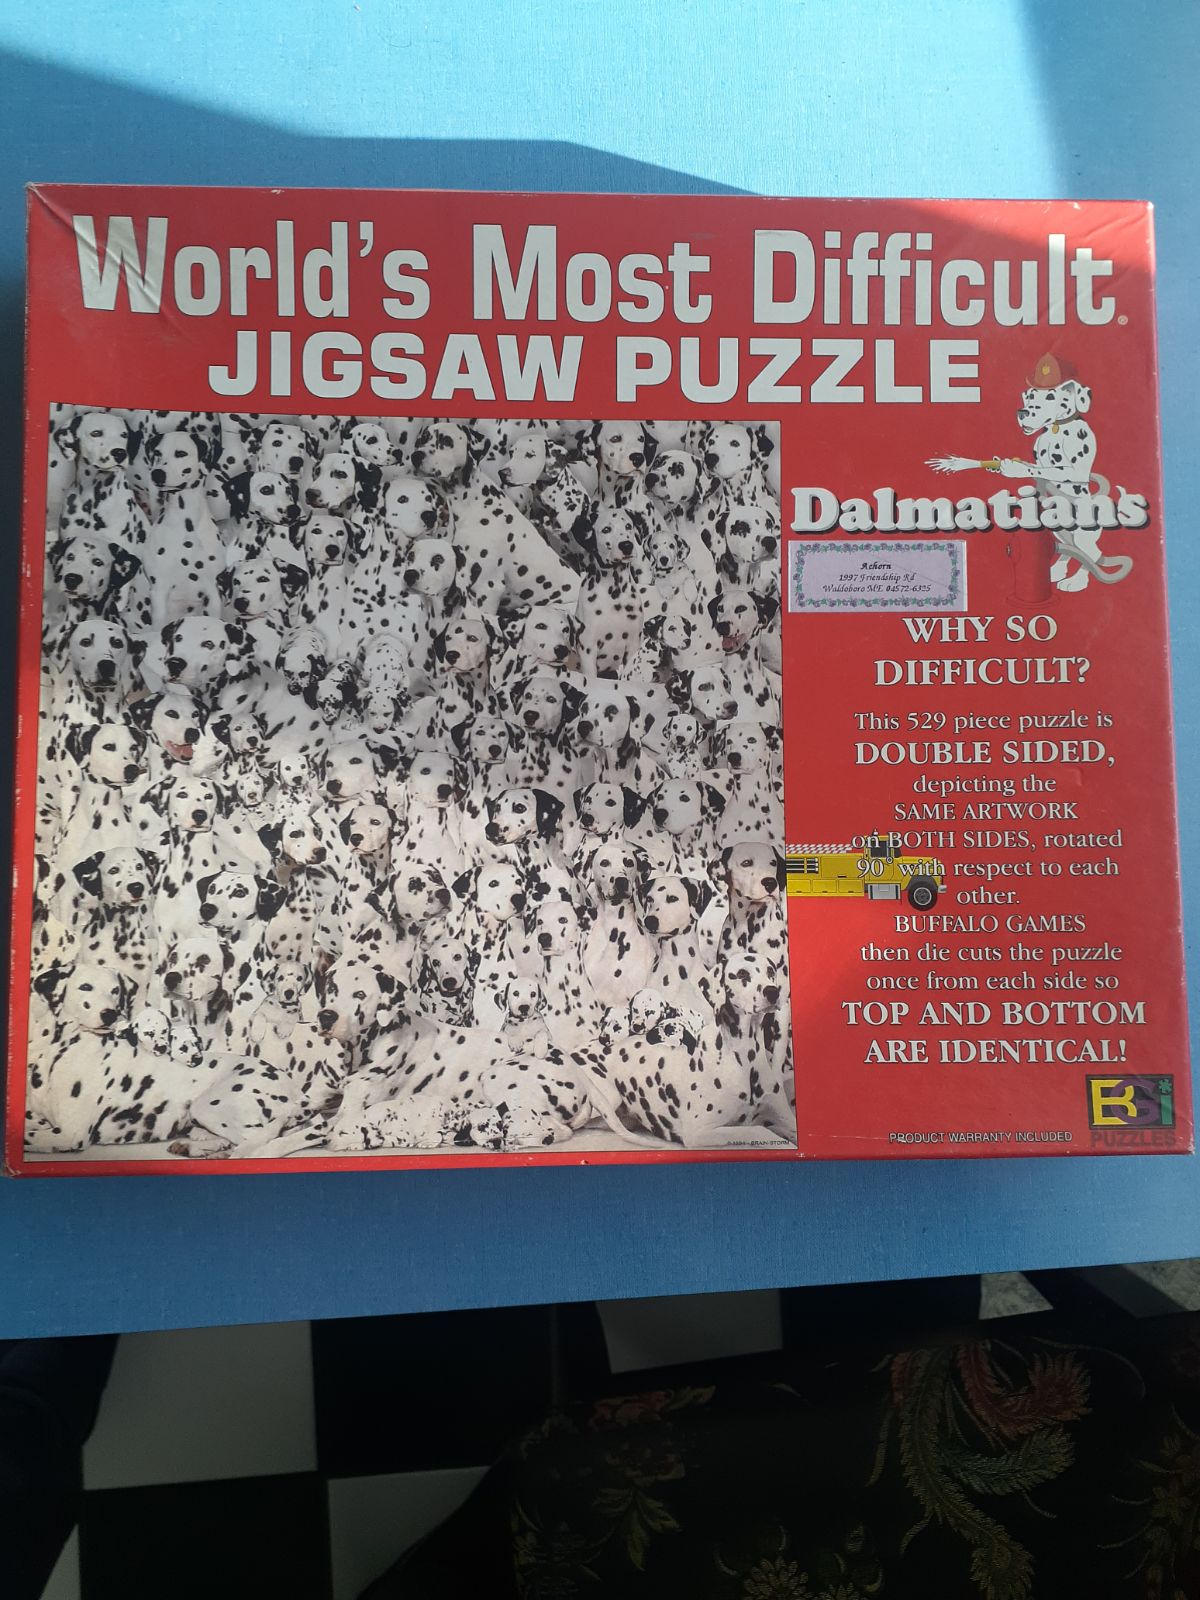 World's Most Difficult®
JIGSAW PUZZLE
Dalmatians
Achorn
1997 Friendship Rd
Waldoboro ME 04572-6325
WHY SO
DIFFICULT?
This 529 piece puzzle is
DOUBLE SIDED,
depicting the
SAME ARTWORK
on BOTH SIDES, rotated
90° with respect to each
other.
BUFFALO GAMES
then die cuts the puzzle
once from each side so
TOP AND BOTTOM
ARE IDENTICAL!
BGI
PUZZLES
PRODUCT WARRANTY INCLUDED
BRAIN STORM